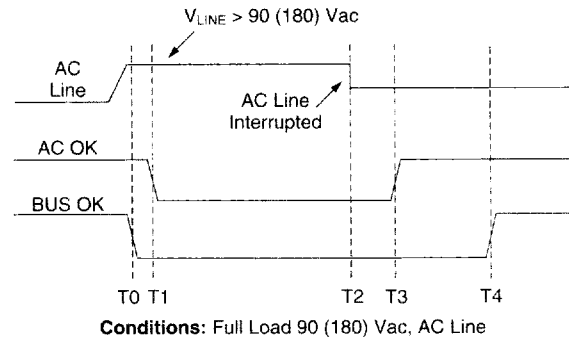 VLINE > 90 (180) Vac
AC
Line
AC Line
Interrupted
AC OK
BUS OK
T0 T1 T2 T3 T4
Conditions: Full Load 90 (180) Vac, AC Line